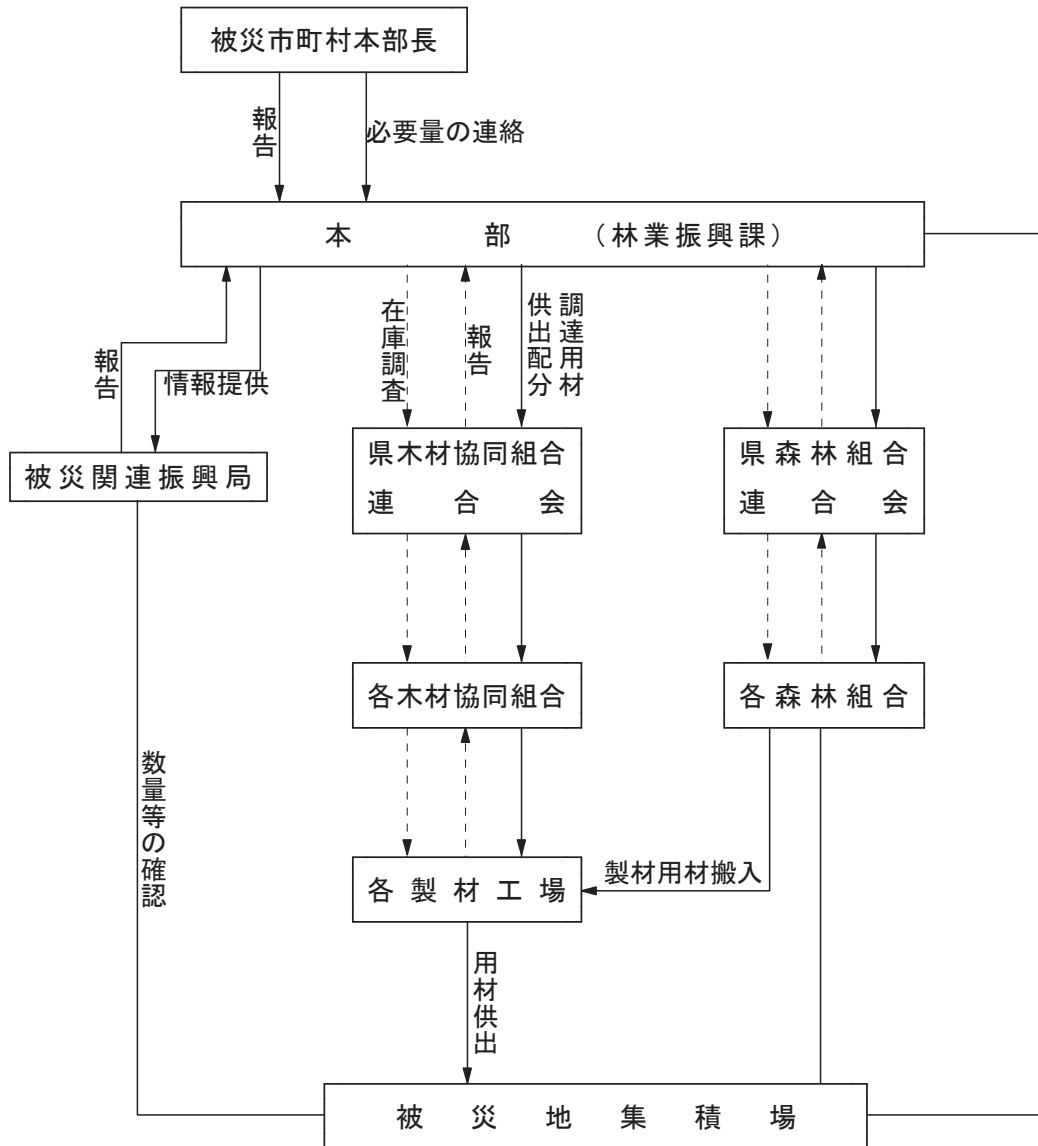 被災市町村本部長
報告
必要量の連絡
本部（林業振興課）
報告
情報提供
在庫調査
報告
調達用材
供出配分
被災関連振興局
県木材協同組合
連合会
県森林組合
連合会
各木材協同組合
各森林組合
数量等の確認
各製材工場
製材用材搬入
用材供出
被災地集積場